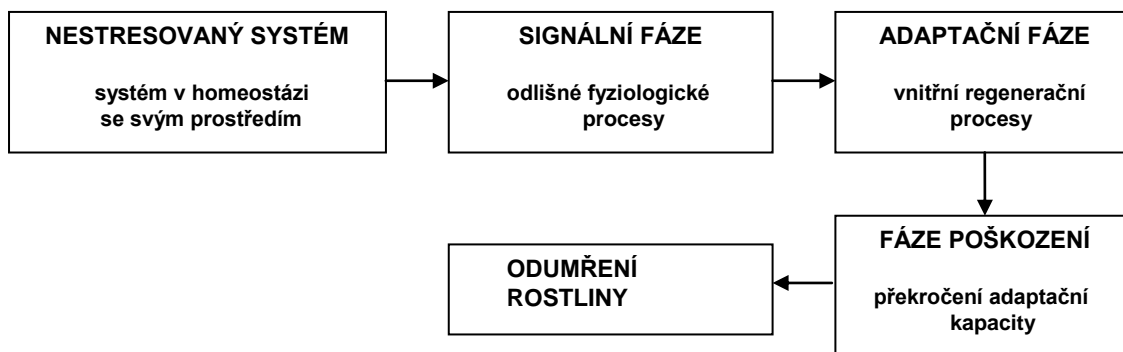 NESTRESOVANÝ SYSTÉM
systém v homeostázi
se svým prostředím
SIGNÁLNÍ FÁZE
odlišné fyziologické
procesy
ADAPTAČNÍ FÁZE
vnitřní regenerační
procesy
FÁZE POŠKOZENÍ
překročení adaptační
kapacity
ODUMŘENÍ
ROSTLINY